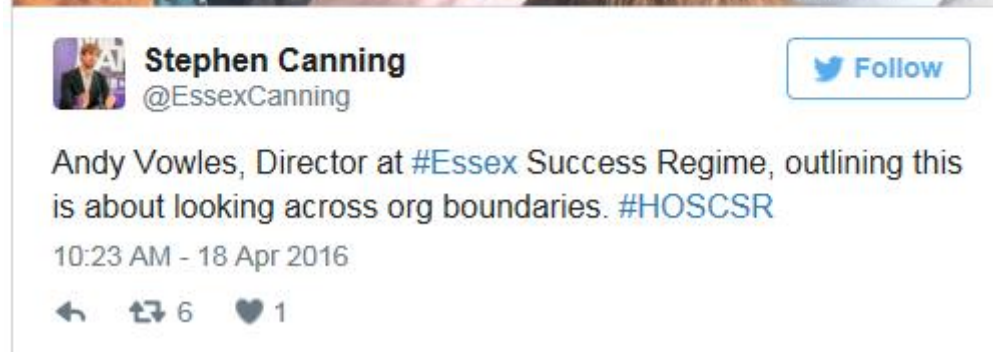 Stephen Canning
@EssexCanning
Follow
Andy Vowles, Director at #Essex Success Regime, outlining this
is about looking across org boundaries. #HOSCSR
10:23 AM - 18 Apr 2016
6 1